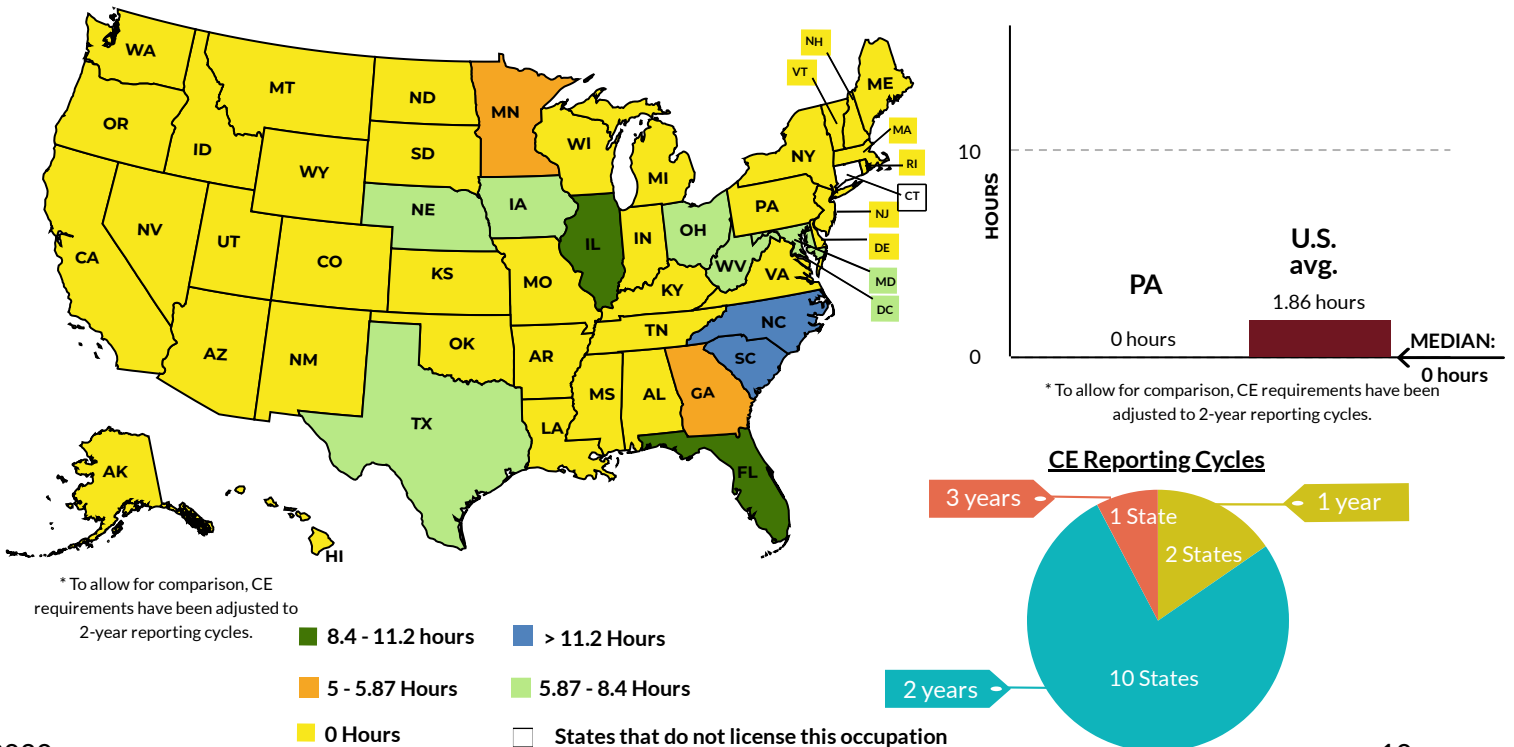 WA
OR
CA
NV
ID
MT
WY
UT
CO
AZ
NM
ND
SD
NE
KS
OK
TX
MN
IA
MO
AR
LA
WI
IL
MI
IN
OH
KY
TN
MS
AL
GA
FL
SC
NC
VA
WV
PA
NY
ME
NH
VT
MA
RI
CT
NJ
DE
MD
DC
AK
HI
* To allow for comparison, CE
requirements have been adjusted to
2-year reporting cycles.
8.4 - 11.2 hours
> 11.2 Hours
5 - 5.87 Hours
5.87 - 8.4 Hours
0 Hours
States that do not license this occupation
HOURS
10
0
PA
0 hours
U.S.
avg.
1.86 hours
MEDIAN:
0 hours
* To allow for comparison, CE requirements have been
adjusted to 2-year reporting cycles.
CE Reporting Cycles
3 years
1 State
1 year
2 States
2 years
10 States